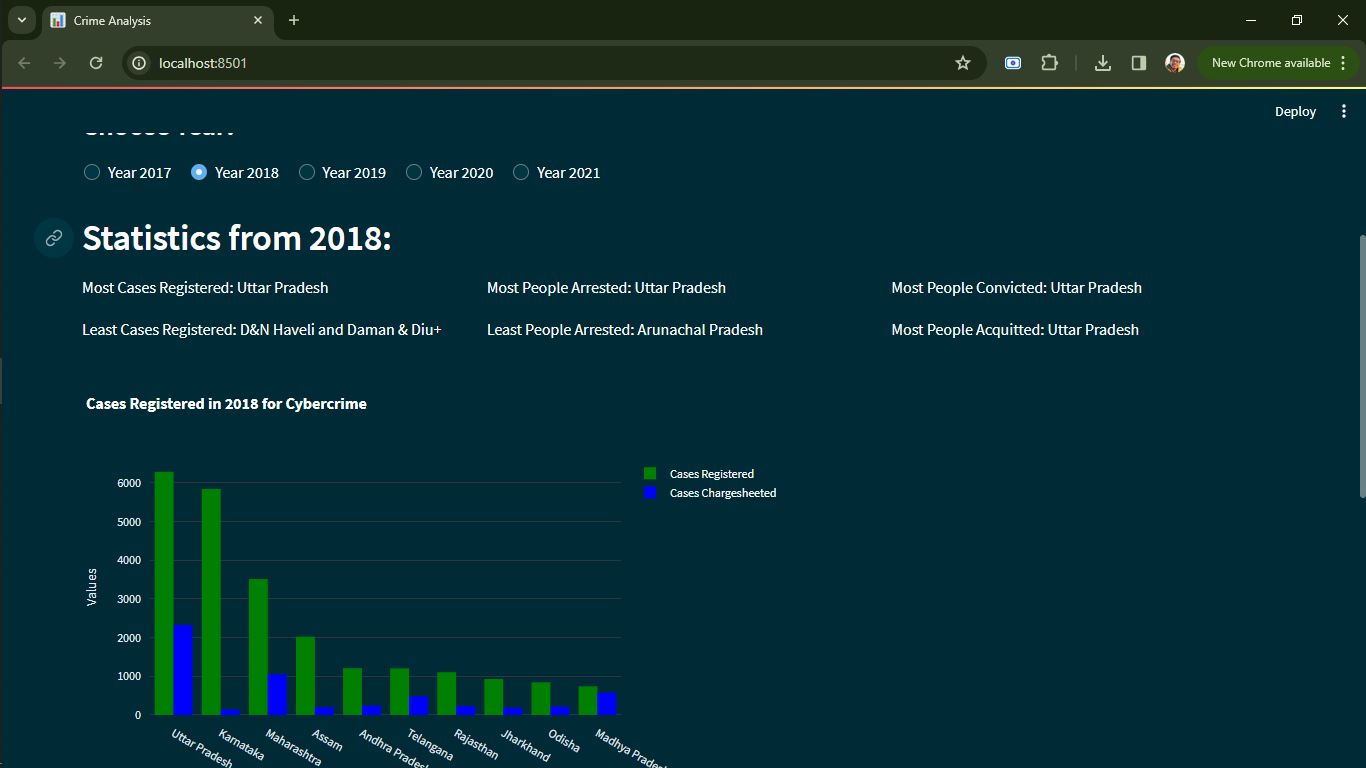 Crime Analysis
localhost:8501
New Chrome available
Deploy
Choose Year:
Year 2017 Year 2018 Year 2019 Year 2020 Year 2021
Statistics from 2018:
Most Cases Registered: Uttar Pradesh Most People Arrested: Uttar Pradesh Most People Convicted: Uttar Pradesh
Least Cases Registered: D&N Haveli and Daman & Diu+ Least People Arrested: Arunachal Pradesh Most People Acquitted: Uttar Pradesh
Cases Registered in 2018 for Cybercrime
Cases Registered
Cases Chargesheeted
Values
6000
5000
4000
3000
2000
1000
0
Uttar Pradesh
Karnataka
Maharashtra
Assam
Andhra Pradesh
Telangana
Rajasthan
Jharkhand
Odisha
Madhya Pradesh